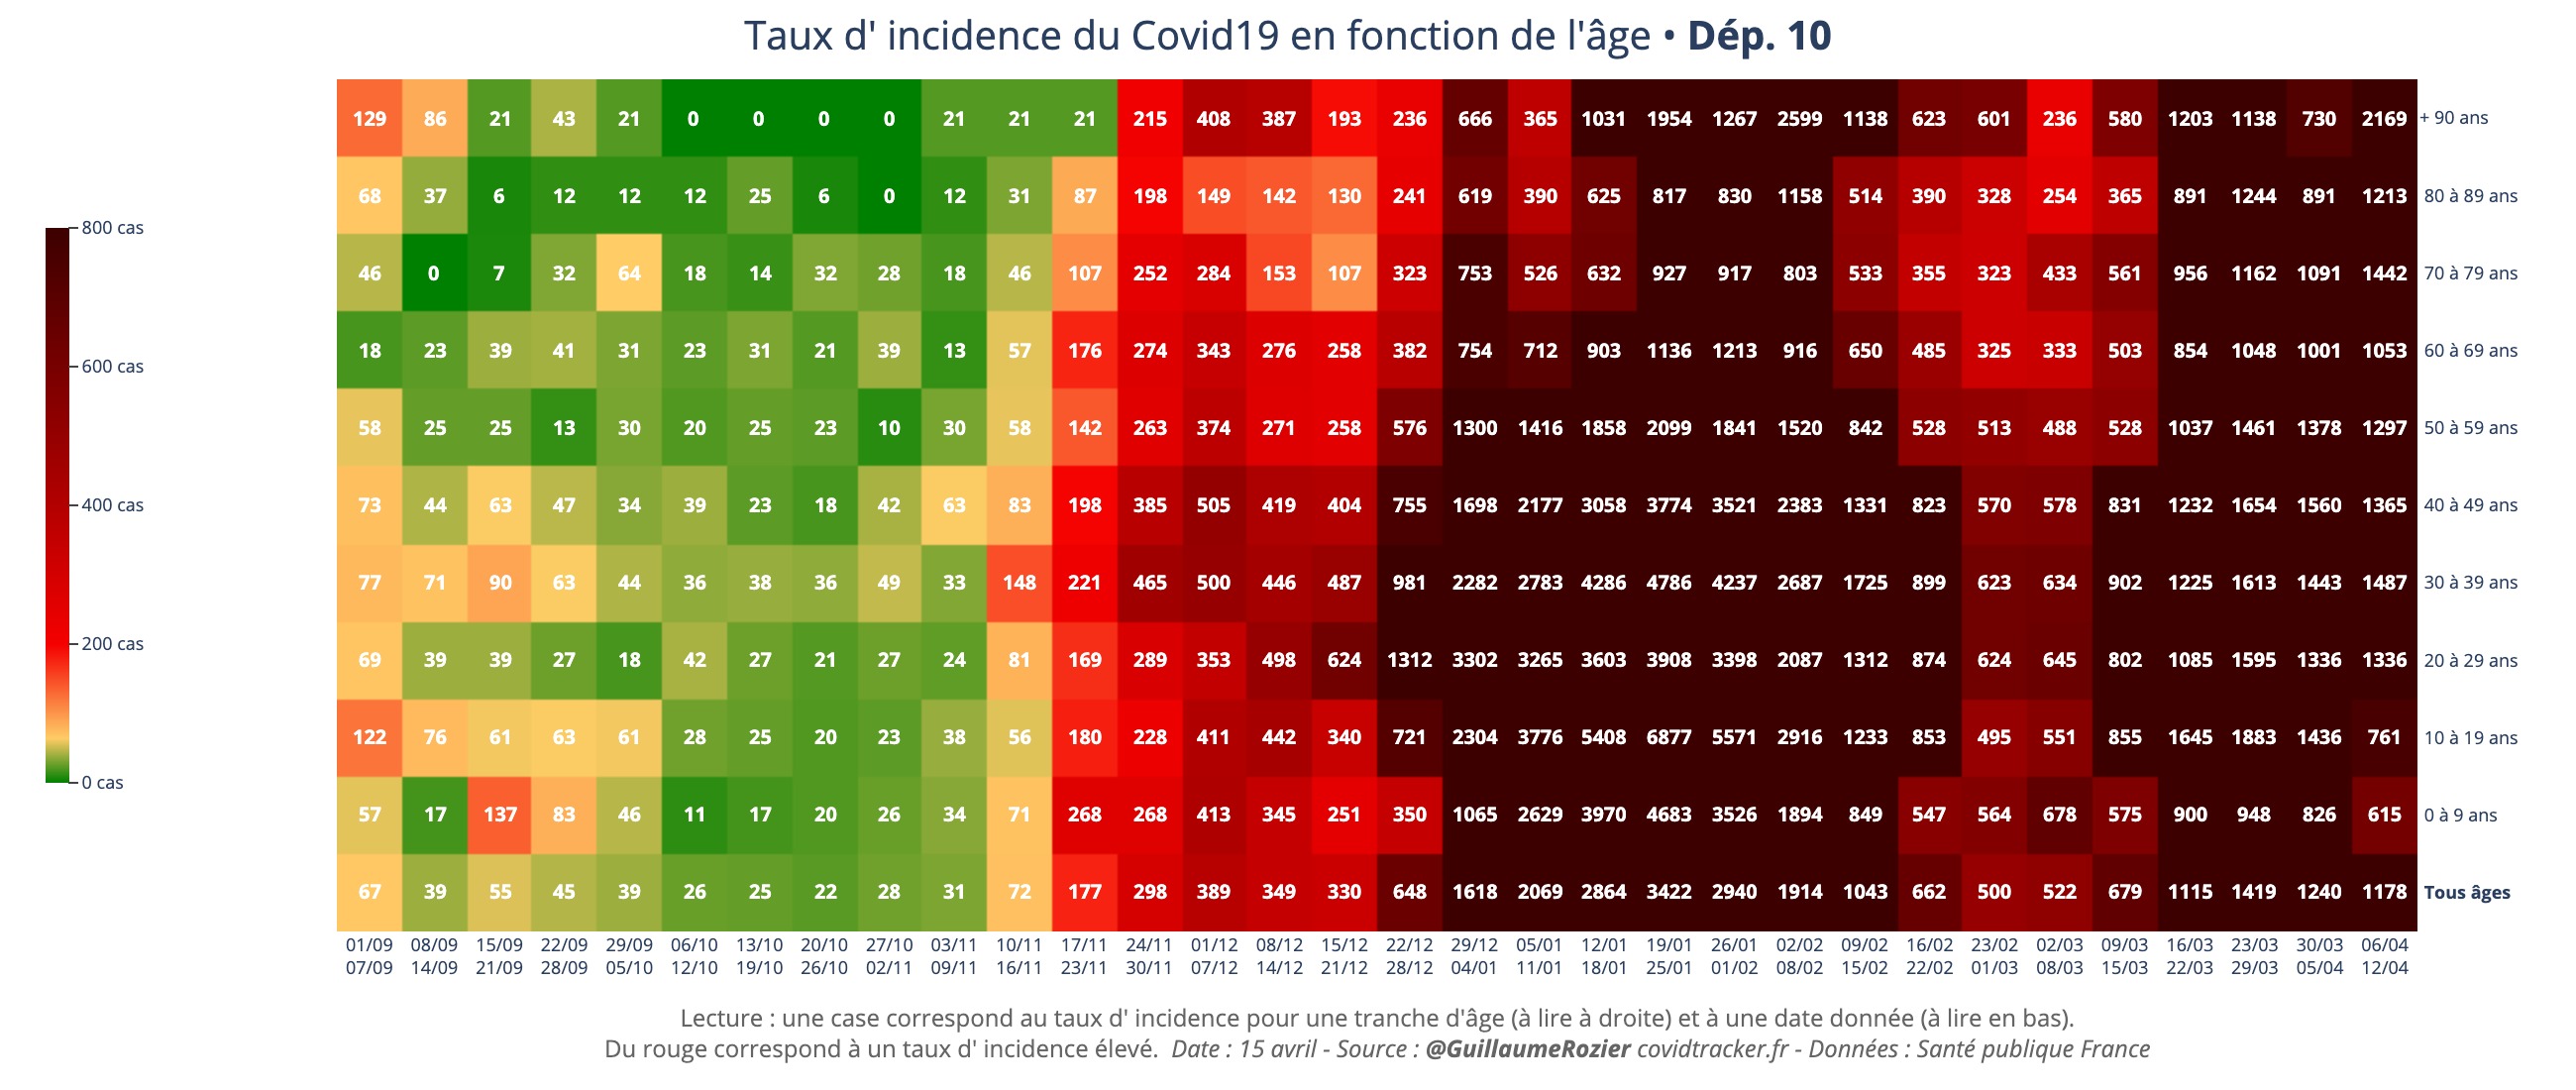 Taux d' incidence du Covid19 en fonction de l'âge • Dép. 10
129 86 21 43 21 0 0 0 0 21 21 21 215 408 387 193 236 666 365 1031 1954 1267 2599 1138 623 601 236 580 1203 1138 730 2169 + 90 ans
68 37 6 12 12 12 25 6 0 12 31 87 198 149 142 130 241 619 390 625 817 830 1158 514 390 328 254 365 891 1244 891 1213 80 à 89 ans
46 0 7 32 64 18 14 32 28 18 46 107 252 284 153 107 323 753 526 632 927 917 803 533 355 323 433 561 956 1162 1091 1442 70 à 79 ans
18 23 39 41 31 23 31 21 39 13 57 176 274 343 276 258 382 754 712 903 1136 1213 916 650 485 325 333 503 854 1048 1001 1053 60 à 69 ans
58 25 25 13 30 20 25 23 10 30 58 142 263 374 271 258 576 1300 1416 1858 2099 1841 1520 842 528 513 488 528 1037 1461 1378 1297 50 à 59 ans
73 44 63 47 34 39 23 18 42 63 83 198 385 505 419 404 755 1698 2177 3058 3774 3521 2383 1331 823 570 578 831 1232 1654 1560 1365 40 à 49 ans
77 71 90 63 44 36 38 36 49 33 148 221 465 500 446 487 981 2282 2783 4286 4786 4237 2687 1725 899 623 634 902 1225 1613 1443 1487 30 à 39 ans
69 39 39 27 18 42 27 21 27 24 81 169 289 353 498 624 1312 3302 3265 3603 3908 3398 2087 1312 874 624 645 802 1085 1595 1336 1336 20 à 29 ans
122 76 61 63 61 28 25 20 23 38 56 180 228 411 442 340 721 2304 3776 5408 6877 5571 2916 1233 853 495 551 855 1645 1883 1436 761 10 à 19 ans
57 17 137 83 46 11 17 20 26 34 71 268 268 413 345 251 350 1065 2629 3970 4683 3526 1894 849 547 564 678 575 900 948 826 615 0 à 9 ans
67 39 55 45 39 26 25 22 28 31 72 177 298 389 349 330 648 1618 2069 2864 3422 2940 1914 1043 662 500 522 679 1115 1419 1240 1178 Tous âges
01/09 08/09 15/09 22/09 29/09 06/10 13/10 20/10 27/10 03/11 10/11 17/11 24/11 01/12 08/12 15/12 22/12 29/12 05/01 12/01 19/01 26/01 02/02 09/02 16/02 23/02 02/03 09/03 16/03 23/03 30/03 06/04
07/09 14/09 21/09 28/09 05/10 12/10 19/10 26/10 02/11 09/11 16/11 23/11 30/11 07/12 14/12 21/12 28/12 04/01 11/01 18/01 25/01 01/02 08/02 15/02 22/02 01/03 08/03 15/03 22/03 29/03 05/04 12/04
800 cas
600 cas
400 cas
200 cas
0 cas
Lecture : une case correspond au taux d' incidence pour une tranche d'âge (à lire à droite) et à une date donnée (à lire en bas).
Du rouge correspond à un taux d' incidence élevé. Date : 15 avril - Source : @GuillaumeRozier covidtracker.fr - Données : Santé publique France